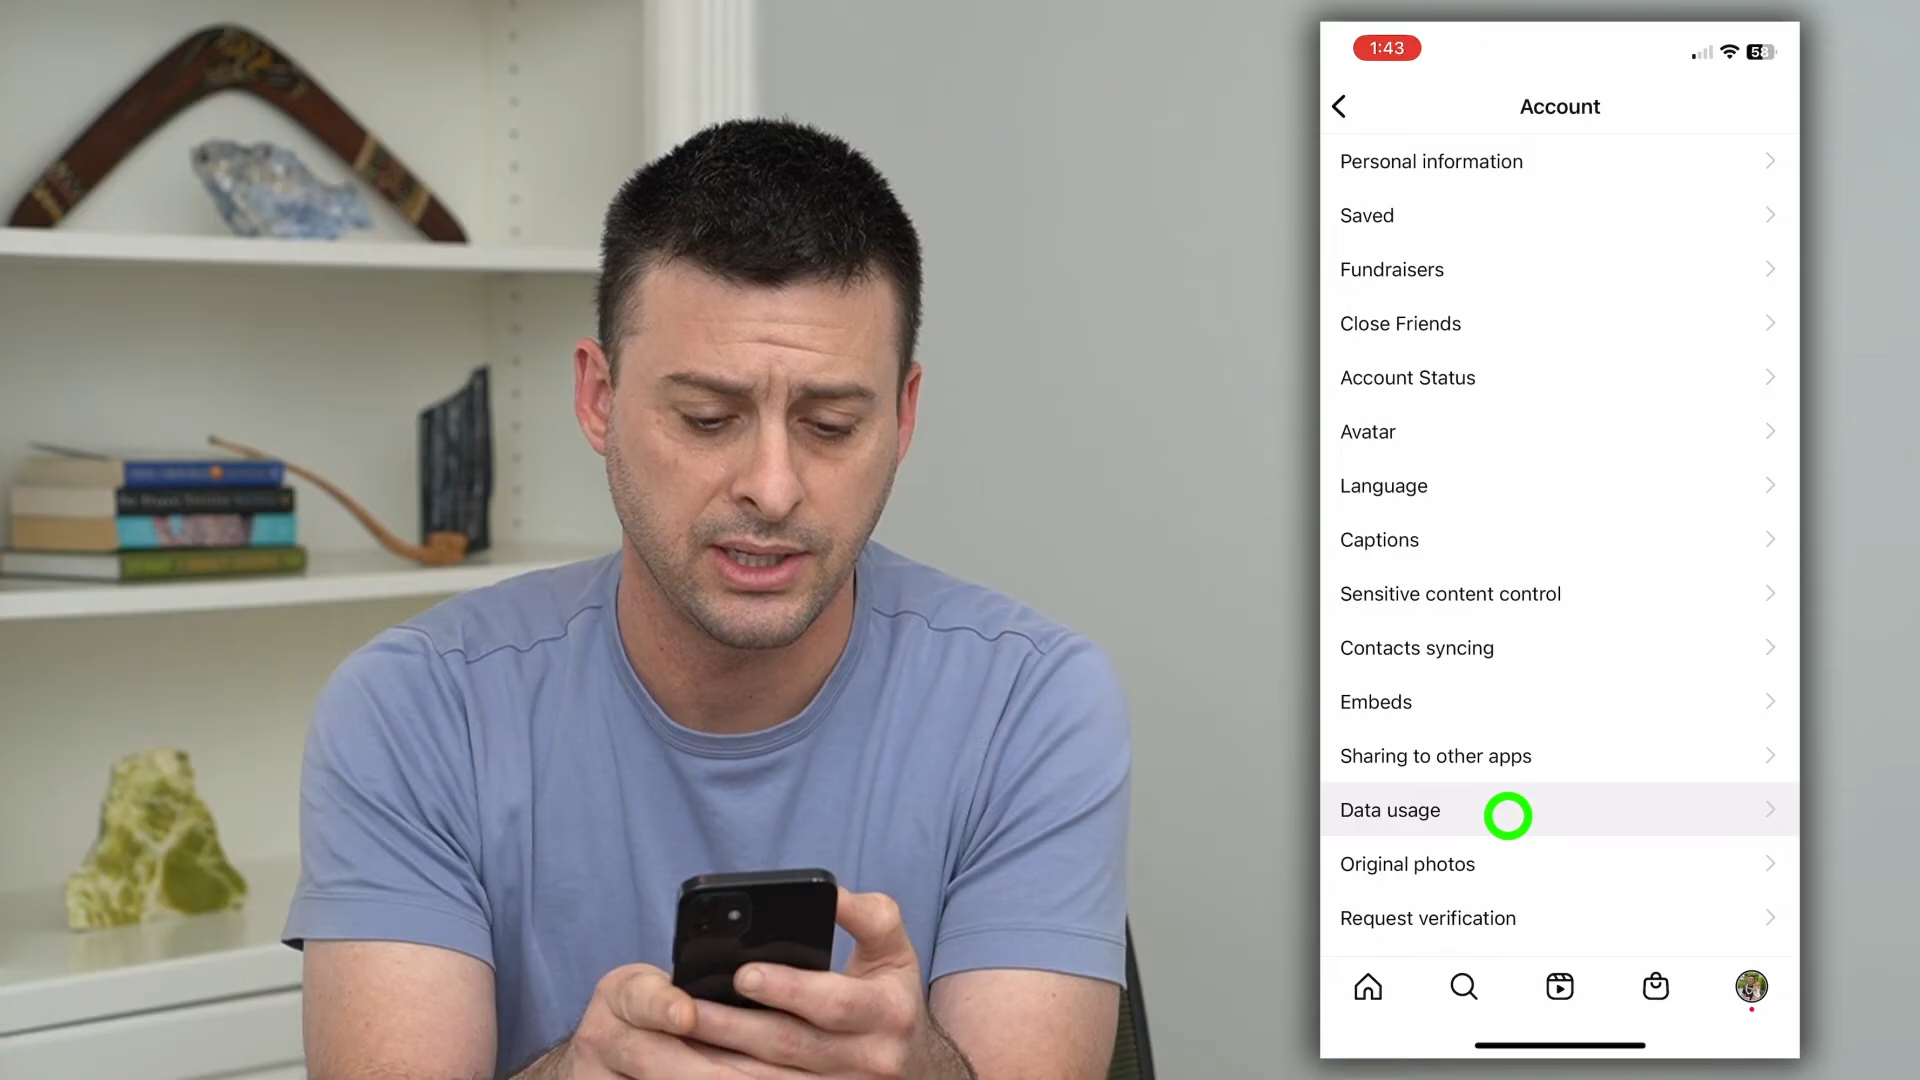 1:43
58
Account
Personal information
Saved
Fundraisers
Close Friends
Account Status
Avatar
Language
Captions
Sensitive content control
Contacts syncing
Embeds
Sharing to other apps
Data usage
Original photos
Request verification